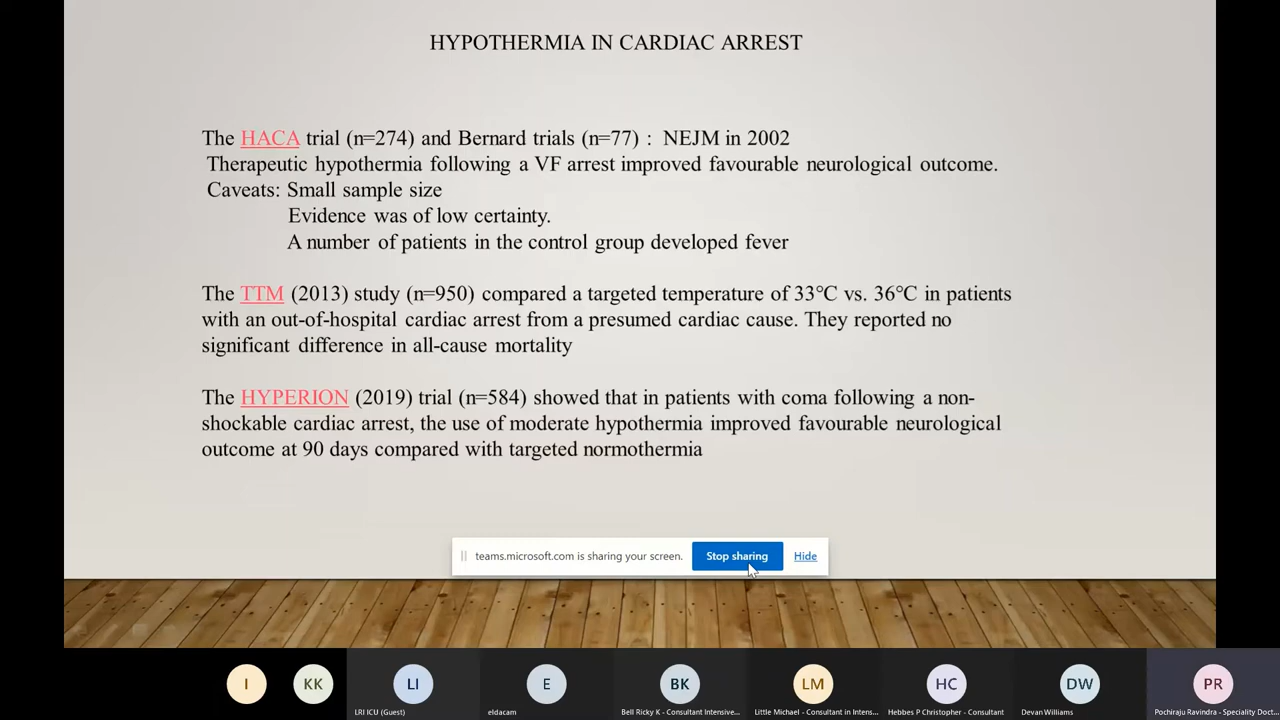 HYPOTHERMIA IN CARDIAC ARREST
The HACA trial (n=274) and Bernard trials (n=77) : NEJM in 2002
Therapeutic hypothermia following a VF arrest improved favourable neurological outcome.
Caveats: Small sample size
Evidence was of low certainty.
A number of patients in the control group developed fever
The TTM (2013) study (n=950) compared a targeted temperature of 33°C vs. 36°C in patients
with an out-of-hospital cardiac arrest from a presumed cardiac cause. They reported no
significant difference in all-cause mortality
The HYPERION (2019) trial (n=584) showed that in patients with coma following a non-
shockable cardiac arrest, the use of moderate hypothermia improved favourable neurological
outcome at 90 days compared with targeted normothermia
teams.microsoft.com is sharing your screen. Stop sharing Hide
I KK LI E BK LM HC DW PR
LRI ICU (Guest) eldacam Bell Ricky K - Consultant Intensive... Little Michael - Consultant in Intens... Hebbes P Christopher - Consultant Devan Williams Pochiraju Ravindra - Speciality Doct...